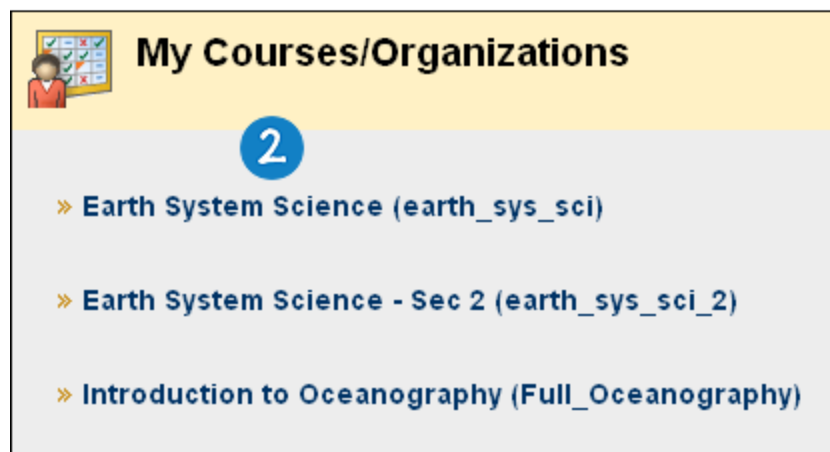 My Courses/Organizations
2
» Earth System Science (earth_sys_sci)
» Earth System Science - Sec 2 (earth_sys_sci_2)
» Introduction to Oceanography (Full_Oceanography)